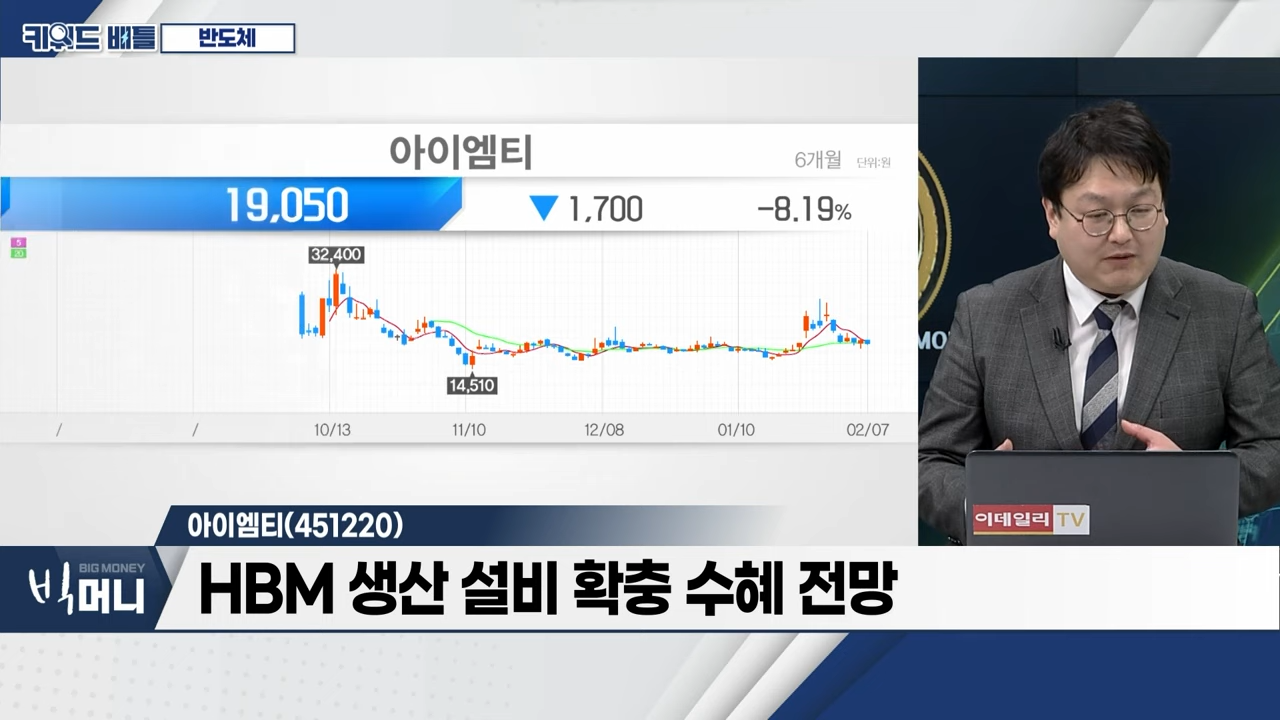 키워드 배틀 반도체
아이엠티
6개월 단위:원
19,050 ▼ 1,700 -8.19%
5
20
32,400
14,510
/ / 10/13 11/10 12/08 01/10 02/07
MO
이데일리 TV
아이엠티(451220)
빅머니 BIG MONEY
HBM 생산 설비 확충 수혜 전망